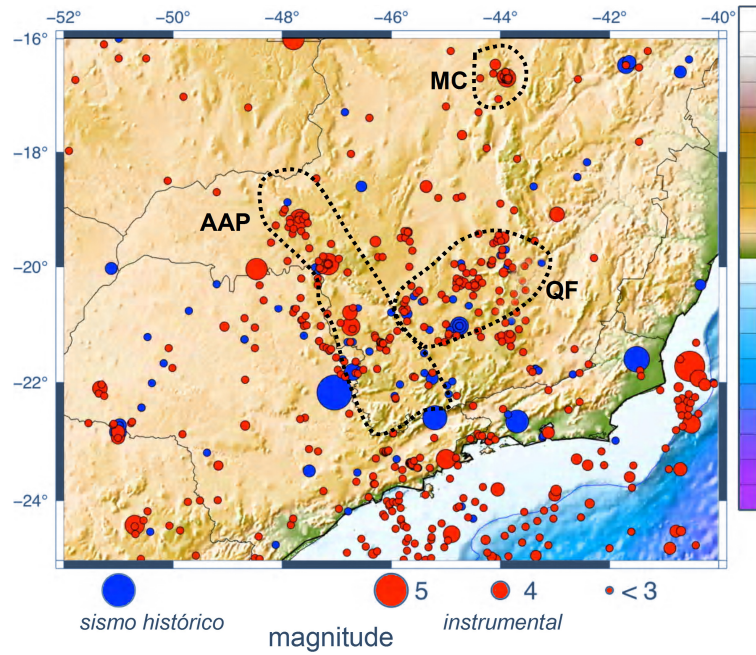 −52° −50° −48° −46° −44° −42° −40°
−16°
MC
−18°
AAP
−20°
QF
−22°
−24°
5 4 < 3
sismo histórico instrumental
magnitude